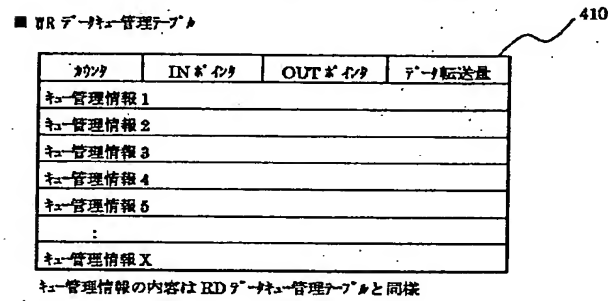 410
■ WR データキュー管理テーブル
カウンタ INポインタ OUTポインタ データ転送量
キュー管理情報 1
キュー管理情報 2
キュー管理情報 3
キュー管理情報 4
キュー管理情報 5
:
キュー管理情報 X
キュー管理情報の内容は RD データキュー管理テーブルと同様